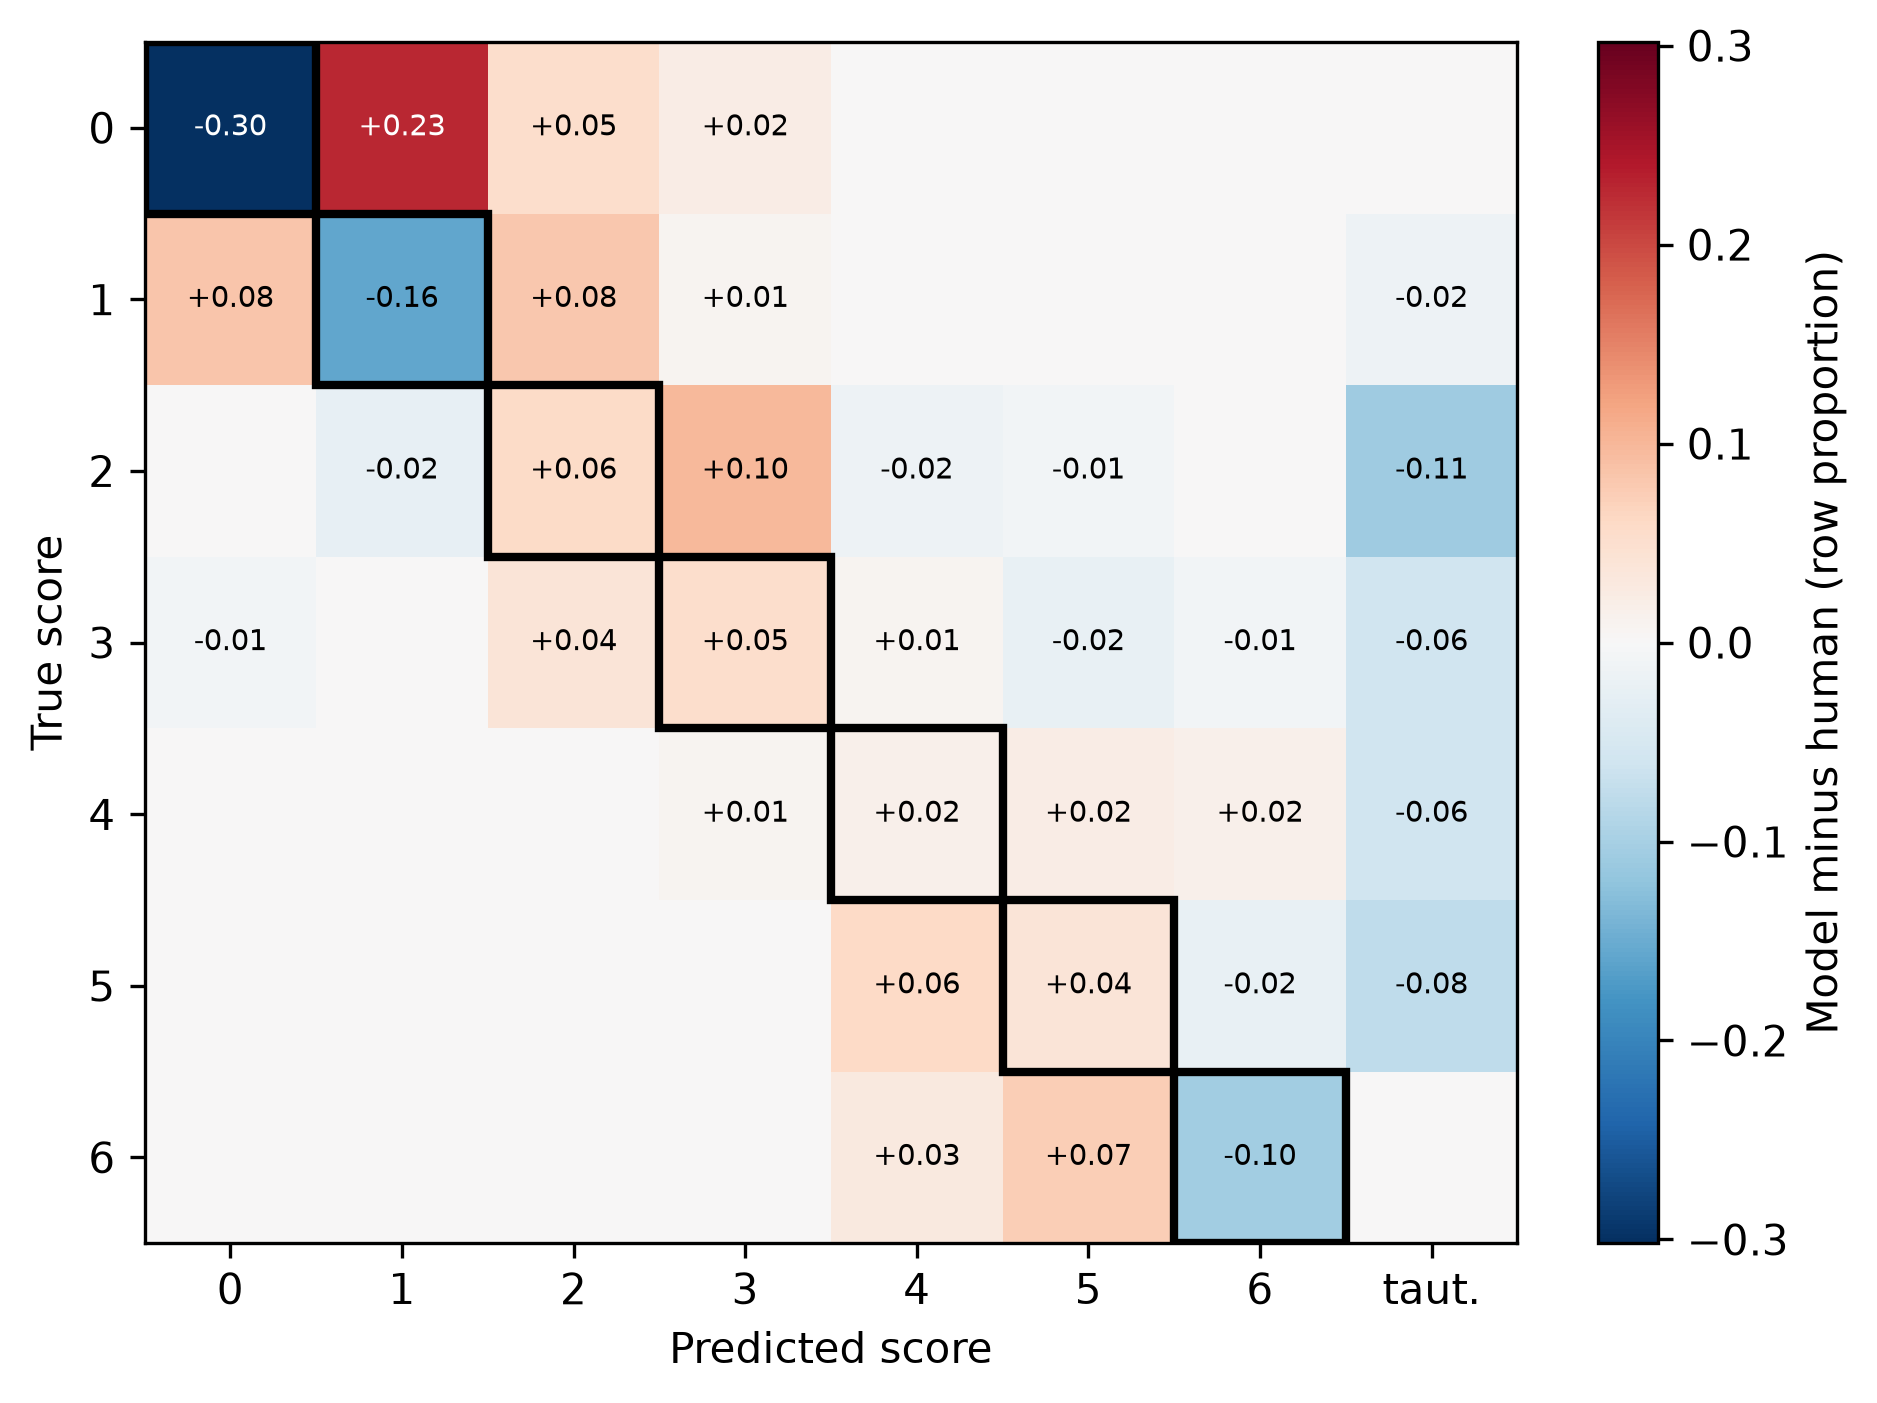 0 -0.30 +0.23 +0.05 +0.02
1 +0.08 -0.16 +0.08 +0.01 -0.02
2 -0.02 +0.06 +0.10 -0.02 -0.01 -0.11
3 -0.01 +0.04 +0.05 +0.01 -0.02 -0.01 -0.06
4 +0.01 +0.02 +0.02 +0.02 -0.06
5 +0.06 +0.04 -0.02 -0.08
6 +0.03 +0.07 -0.10
0 1 2 3 4 5 6 taut.
Predicted score
True score
0.3
0.2
0.1
0.0
−0.1
−0.2
−0.3
Model minus human (row proportion)